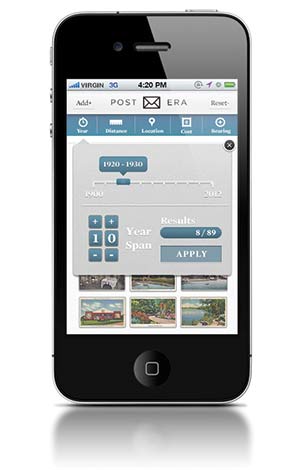 VIRGIN 3G 4:20 PM
Add+ POST ERA Reset-
Year Distance Location Cost Bearing
1920 - 1930
1900 2012
+ +
1 0
- -
Year
Span
Results
8 / 89
APPLY